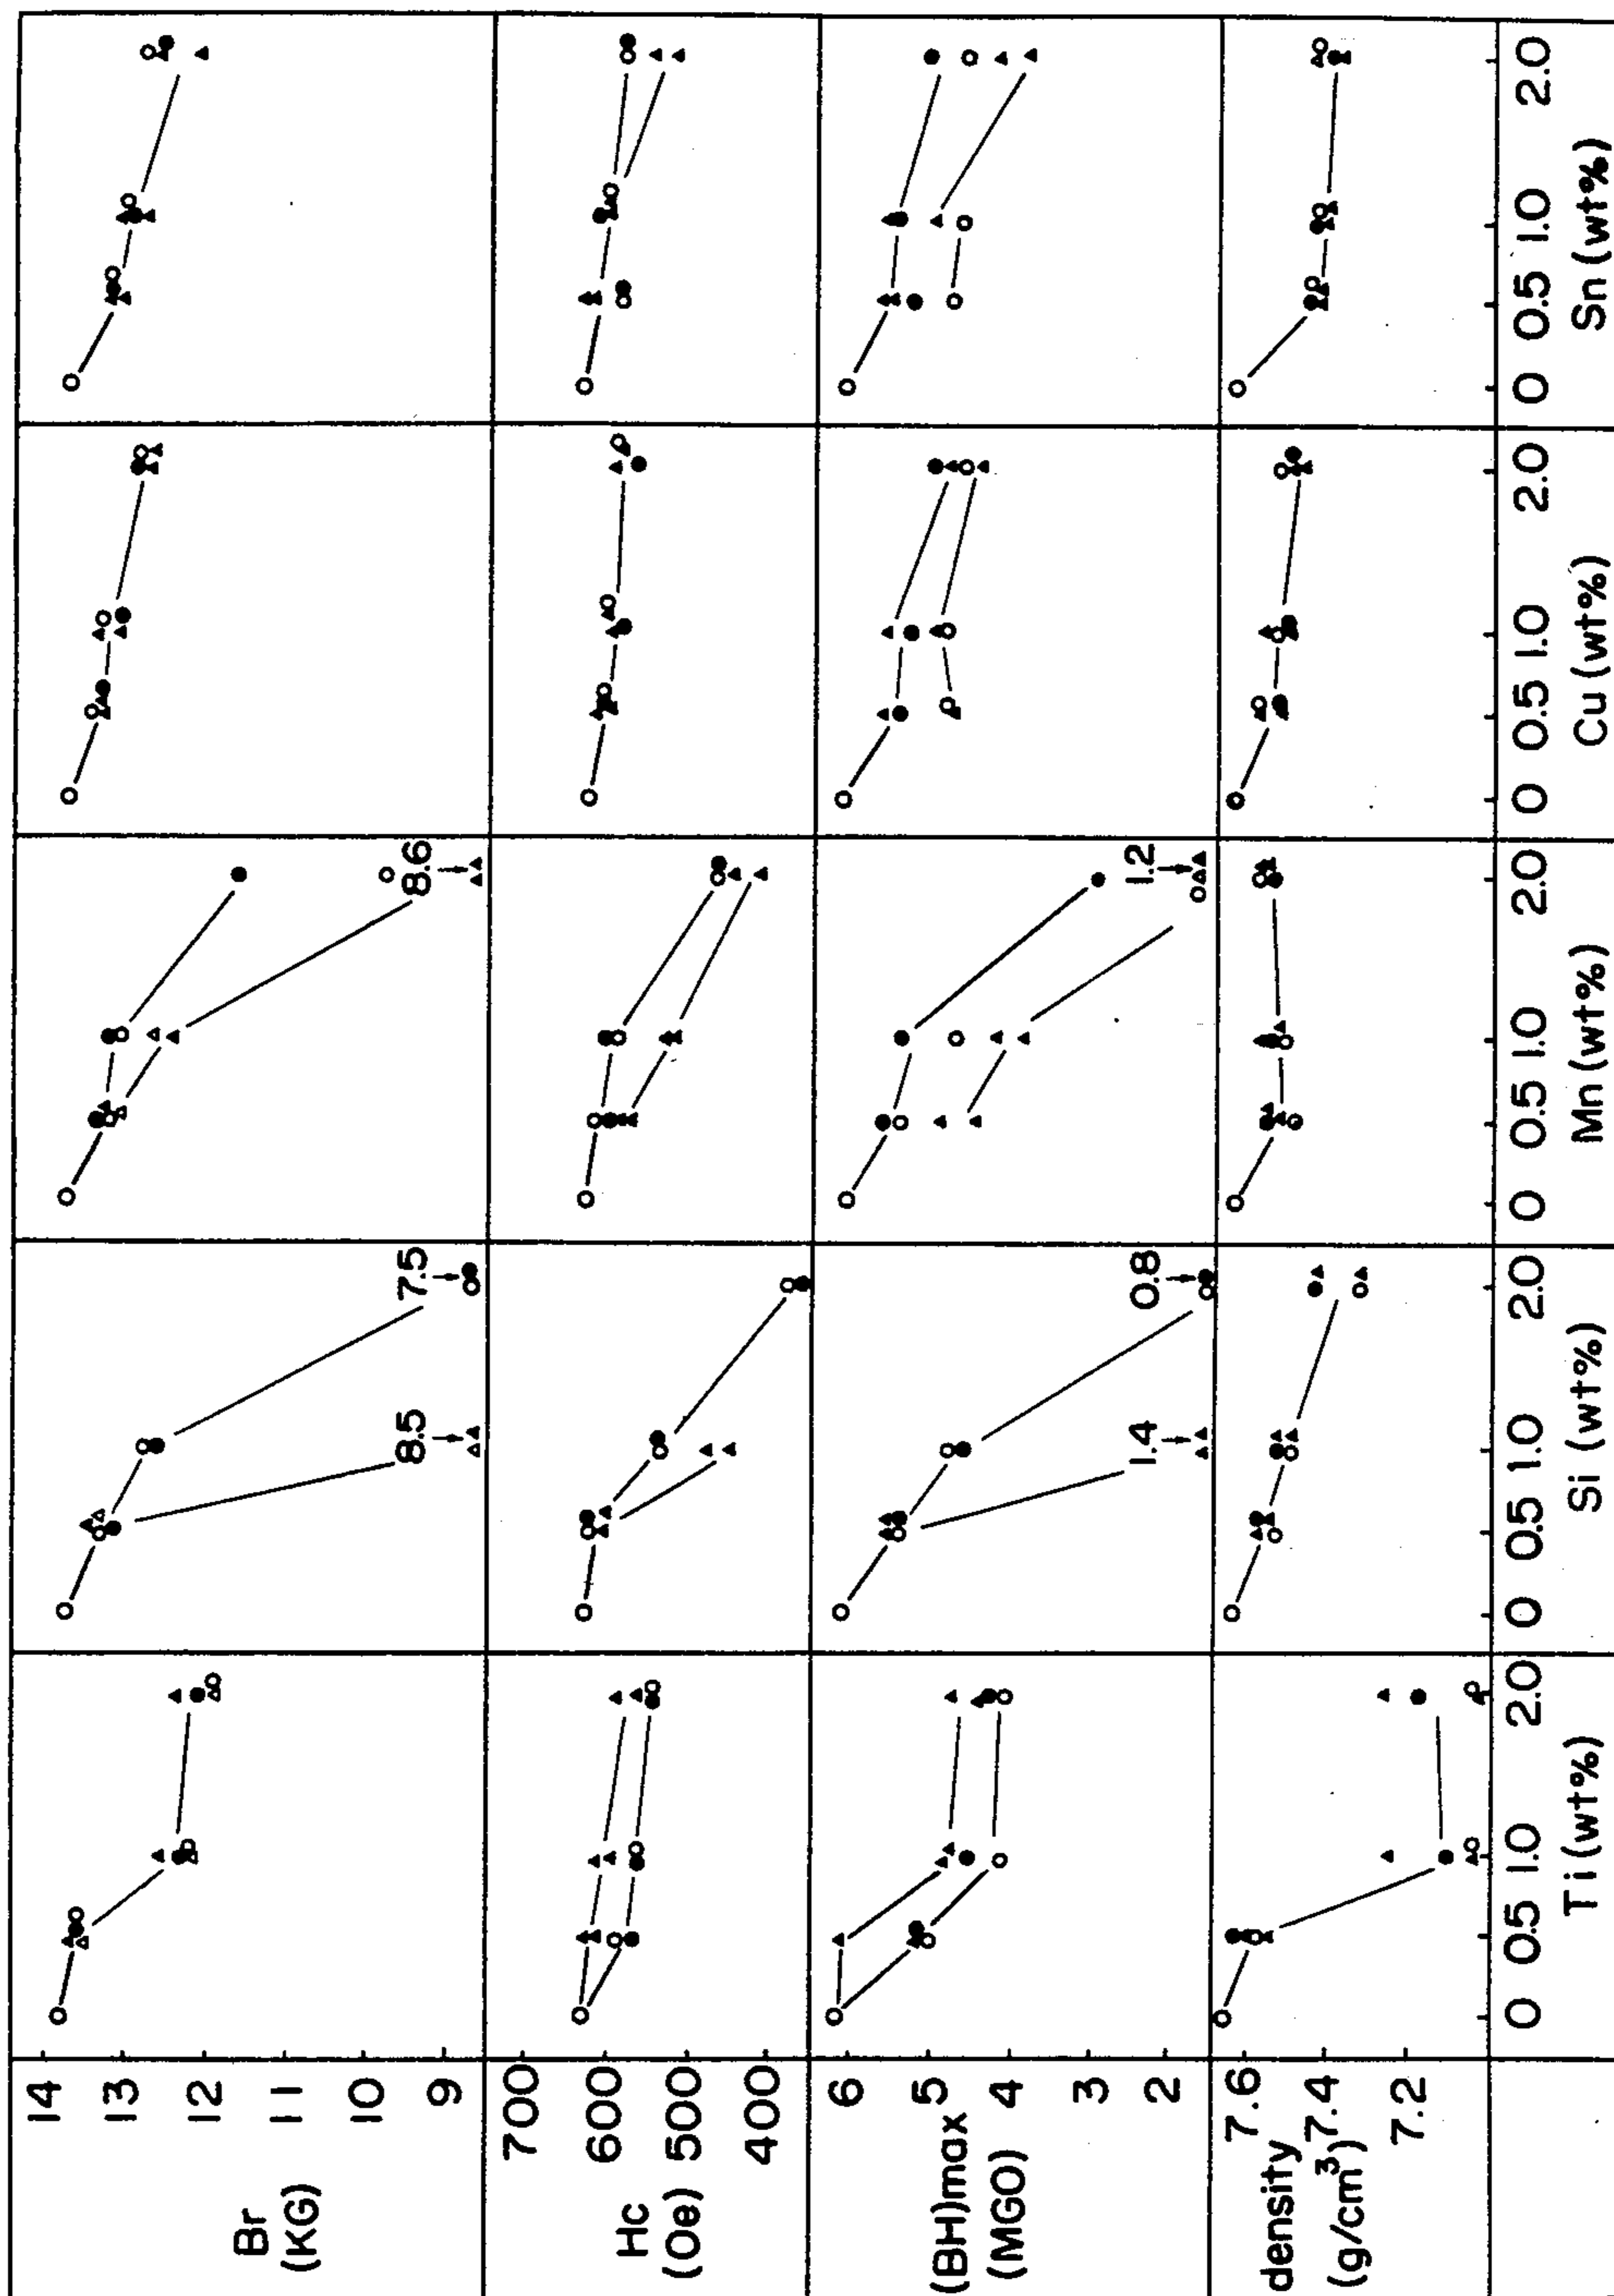 14
13
12
11
10
9
Br
(KG)
8.5
7.5
8.6
700
600
500
400
Hc
(Oe)
6
5
4
3
2
(BH)max
(MGO)
1.4
0.8
1.2
7.6
7.4
7.2
density
(g/cm³)
0 0.5 1.0 2.0
Ti (wt%)
0 0.5 1.0 2.0
Si (wt%)
0 0.5 1.0 2.0
Mn (wt%)
0 0.5 1.0 2.0
Cu (wt%)
0 0.5 1.0 2.0
Sn (wt%)